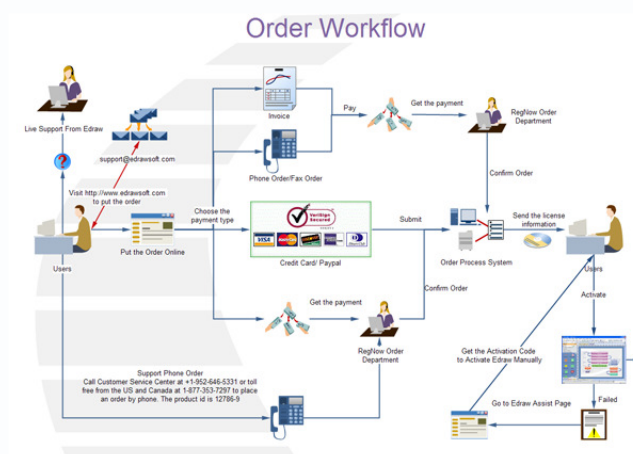 Order Workflow
Live Support From Edraw
support@edrawsoft.com
Visit http://www.edrawsoft.com
to put the order
Users
Put the Order Online
Choose the
payment type
Invoice
Phone Order/Fax Order
Pay
Get the payment
RegNow Order
Department
Confirm Order
VeriSign
Secured
VISA
Credit Card/ Paypal
Submit
Order Process System
Send the license
information
Users
Get the payment
Confirm Order
RegNow Order
Department
Activate
Get the Activation Code
to Activate Edraw Manually
Failed
Go to Edraw Assist Page
Support Phone Order
Call Customer Service Center at +1-952-646-5331 or toll
free from the US and Canada at 1-877-353-7297 to place
an order by phone. The product id is 12786-9